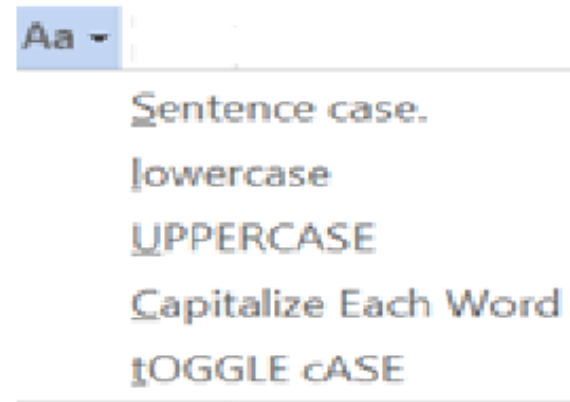 Aa
Sentence case.
lowercase
UPPERCASE
Capitalize Each Word
tOGGLE cASE